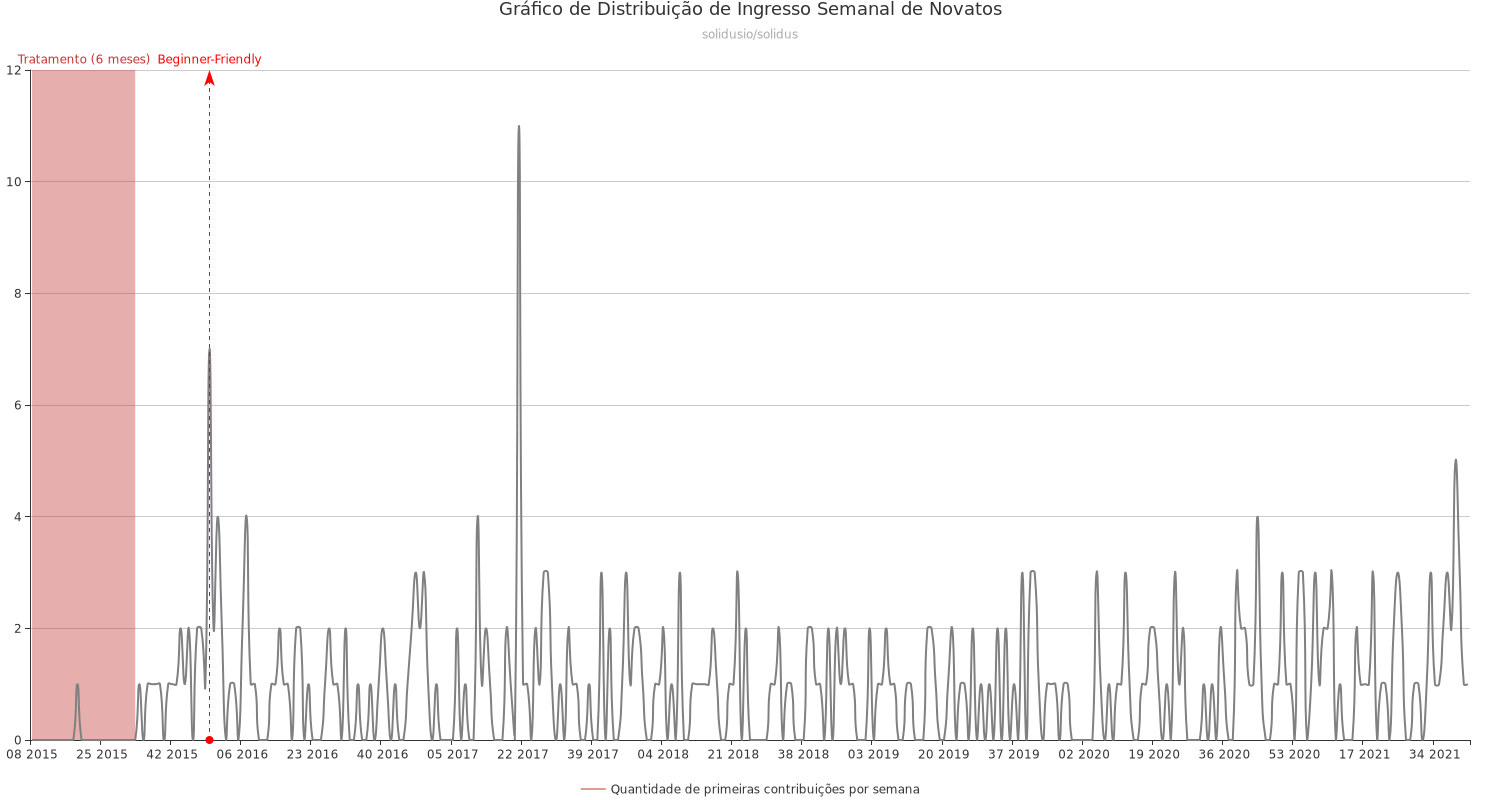 Gráfico de Distribuição de Ingresso Semanal de Novatos
solidusio/solidus
Tratamento (6 meses) Beginner-Friendly
12
10
8
6
4
2
0
08 2015 25 2015 42 2015 06 2016 23 2016 40 2016 05 2017 22 2017 39 2017 04 2018 21 2018 38 2018 03 2019 20 2019 37 2019 02 2020 19 2020 36 2020 53 2020 17 2021 34 2021
Quantidade de primeiras contribuições por semana